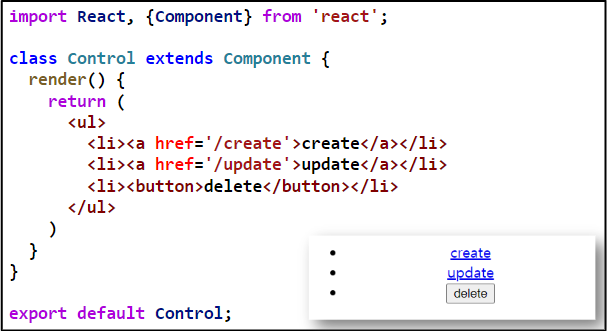 import React, {Component} from 'react';
class Control extends Component {
render() {
return (
<ul>
<li><a href='/create'>create</a></li>
<li><a href='/update'>update</a></li>
<li><button>delete</button></li>
</ul>
)
}
}
export default Control;
create
update
delete